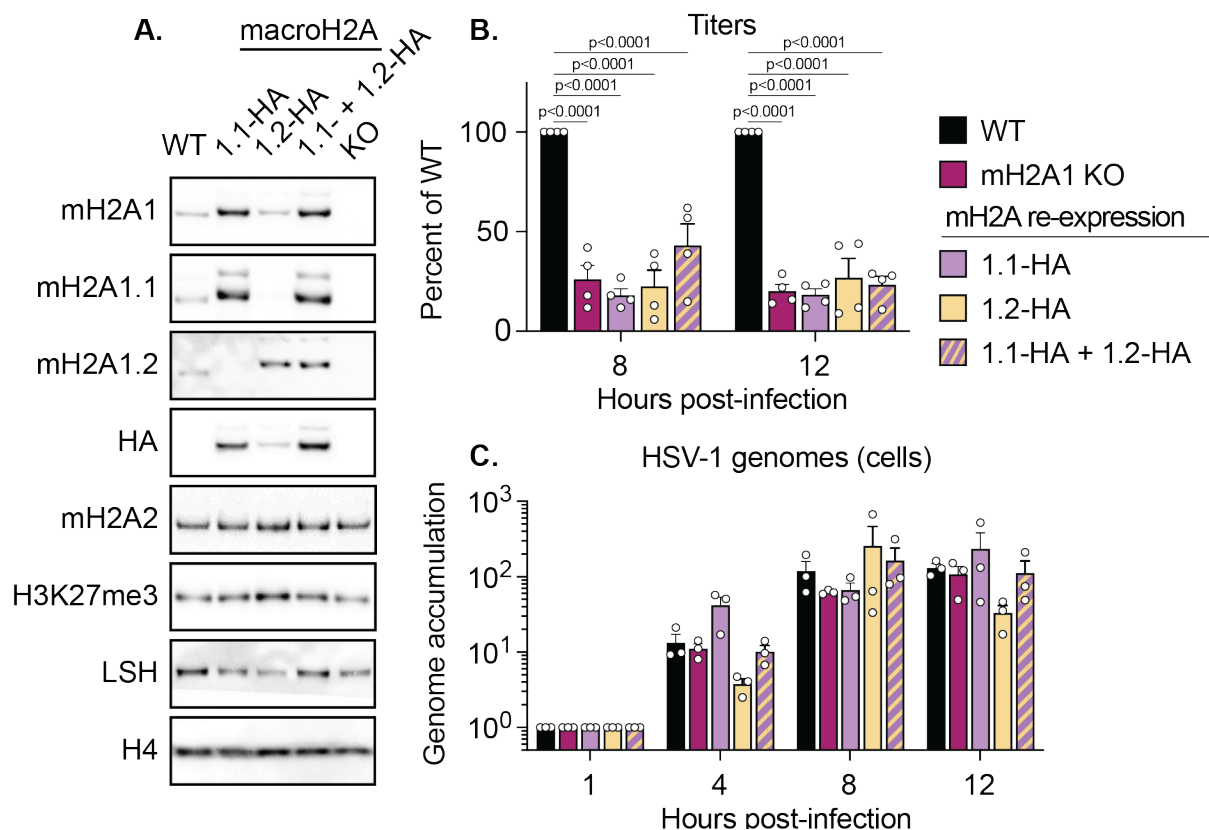 A.
macroH2A
WT
1.1-HA
1.2-HA
1.1- + 1.2-HA
KO
mH2A1
mH2A1.1
mH2A1.2
HA
mH2A2
H3K27me3
LSH
H4
B.
Titers
p<0.0001
p<0.0001
p<0.0001
p<0.0001
p<0.0001
p<0.0001
p<0.0001
p<0.0001
Percent of WT
100
50
0
8
12
Hours post-infection
WT
mH2A1 KO
mH2A re-expression
1.1-HA
1.2-HA
1.1-HA + 1.2-HA
C.
HSV-1 genomes (cells)
Genome accumulation
10³
10²
10¹
10⁰
1
4
8
12
Hours post-infection